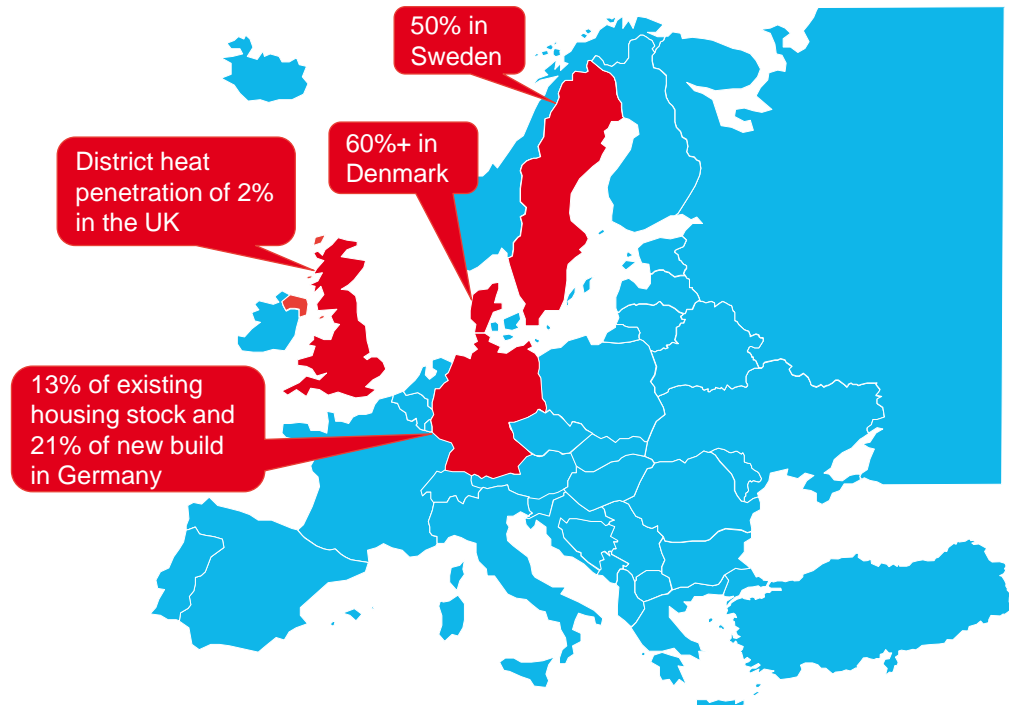 50% in
Sweden
60%+ in
Denmark
District heat
penetration of 2%
in the UK
13% of existing
housing stock and
21% of new build
in Germany